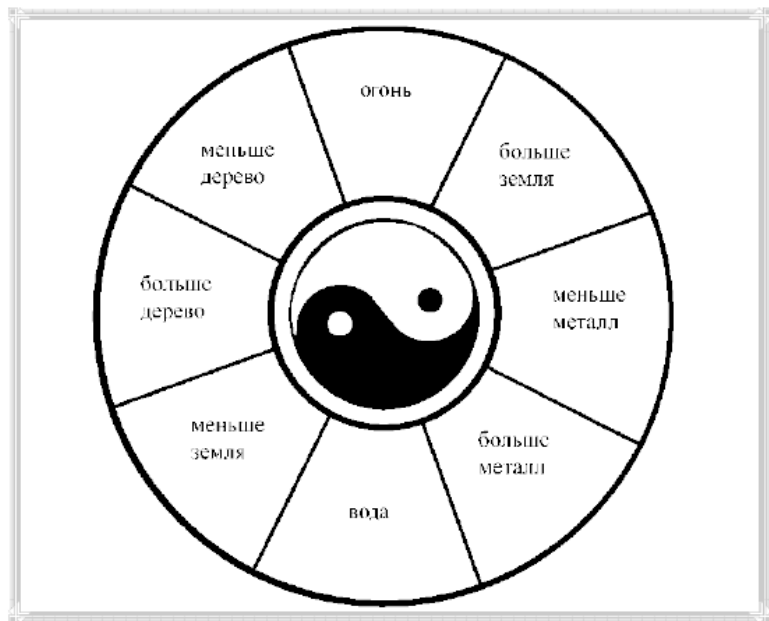 огонь
больше
земля
меньше
металл
больше
металл
вода
меньше
земля
больше
дерево
меньше
дерево